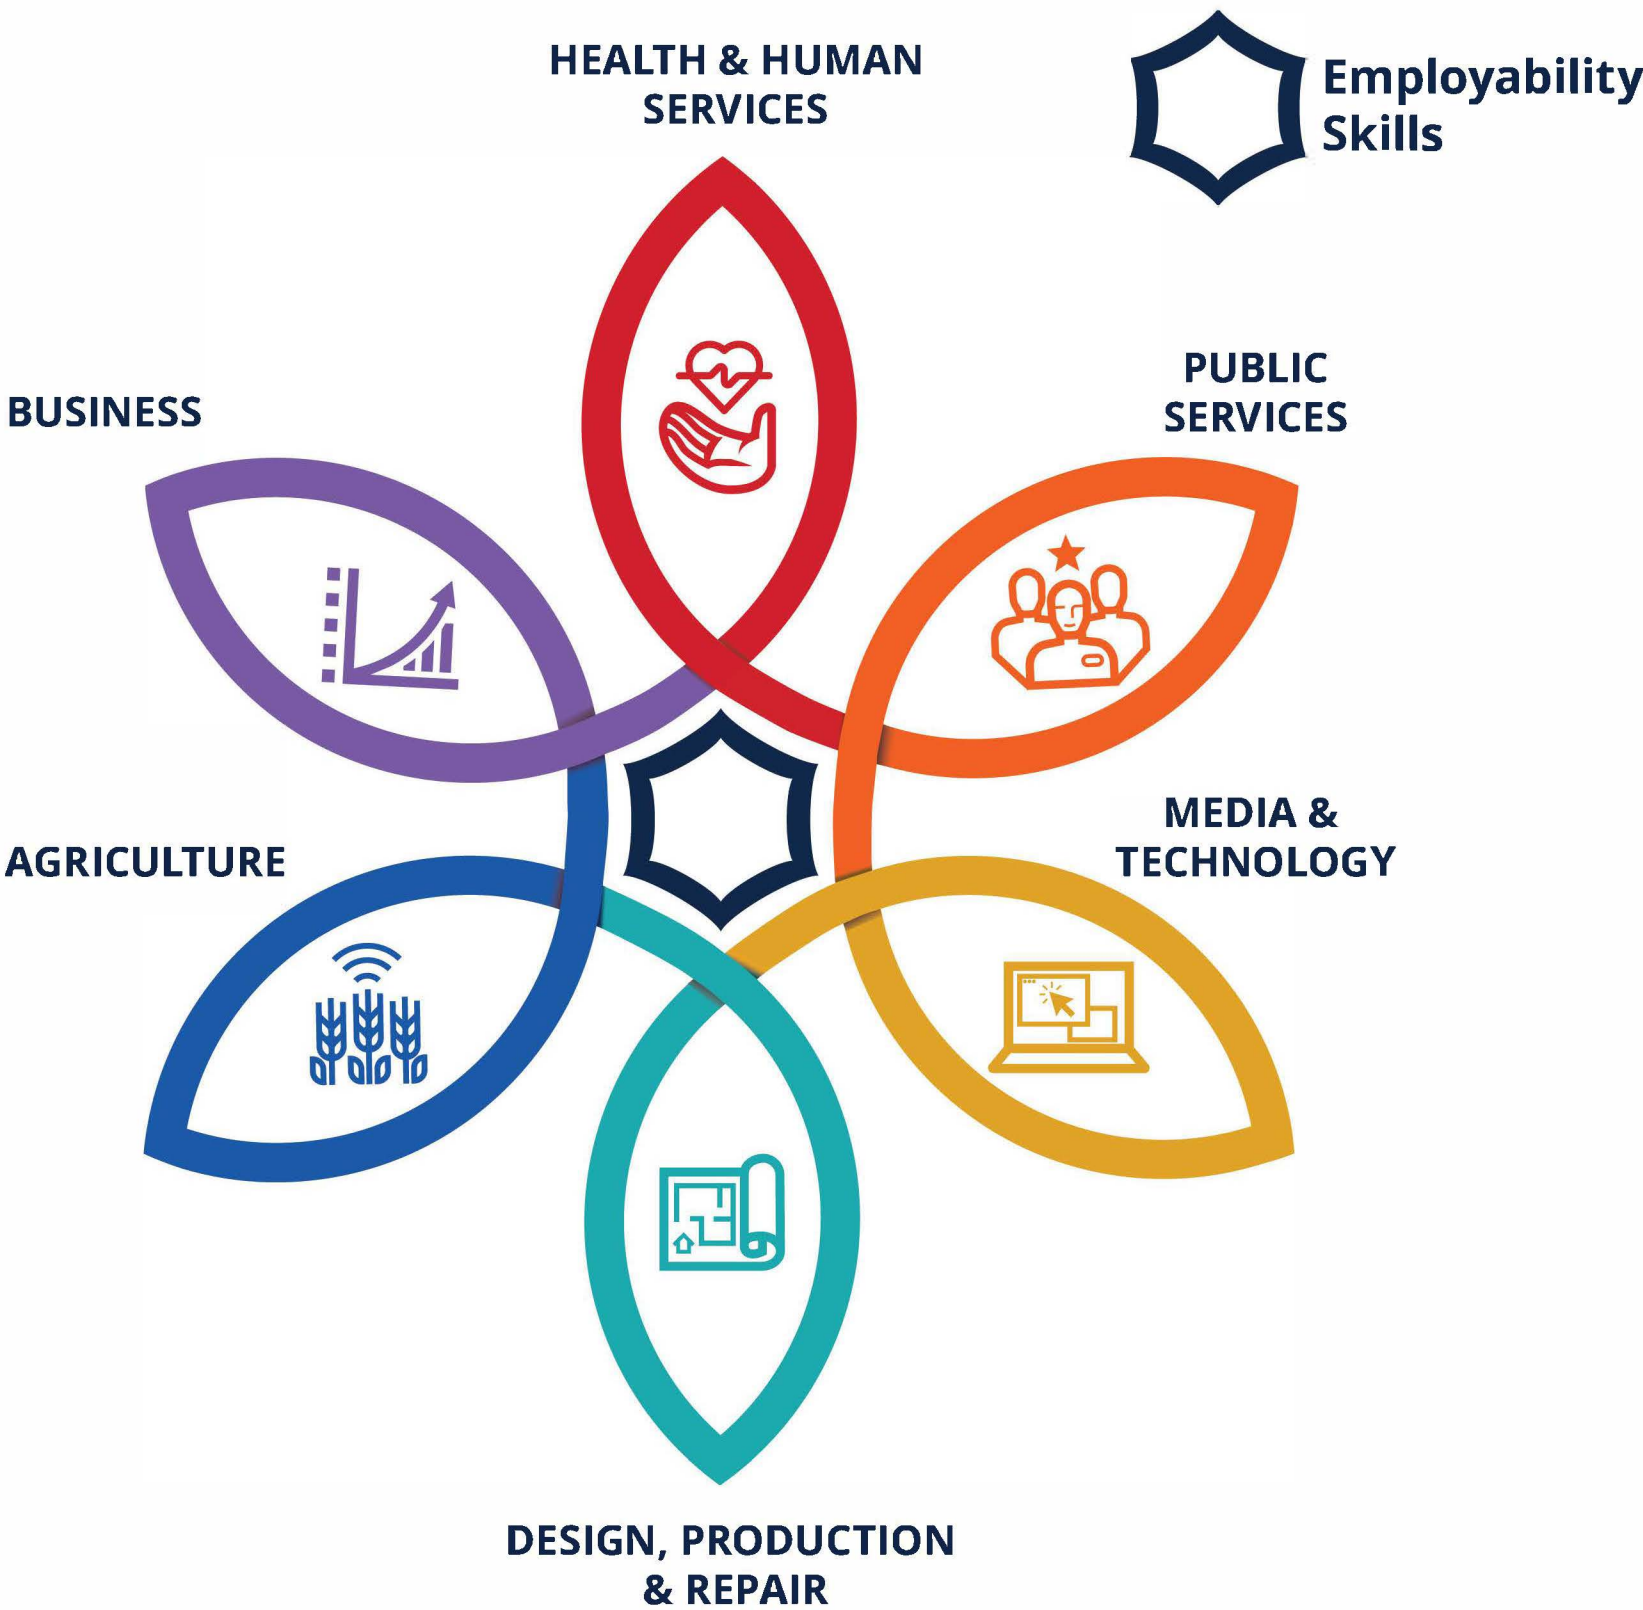 HEALTH & HUMAN
SERVICES
Employability
Skills
PUBLIC
SERVICES
BUSINESS
MEDIA &
TECHNOLOGY
AGRICULTURE
DESIGN, PRODUCTION
& REPAIR